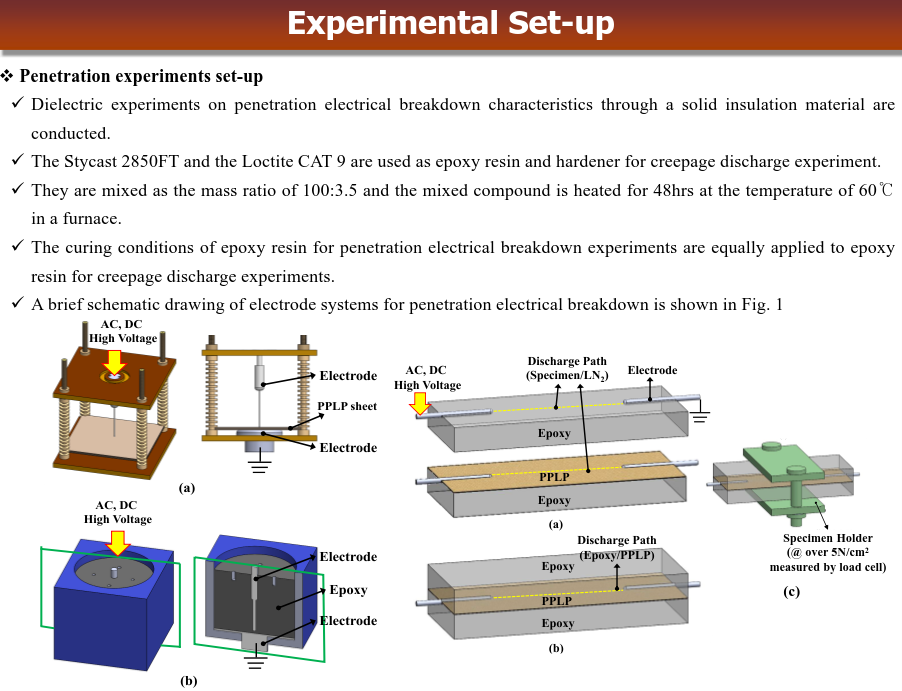 Experimental Set-up
❖ Penetration experiments set-up
✓ Dielectric experiments on penetration electrical breakdown characteristics through a solid insulation material are
conducted.
✓ The Stycast 2850FT and the Loctite CAT 9 are used as epoxy resin and hardener for creepage discharge experiment.
✓ They are mixed as the mass ratio of 100:3.5 and the mixed compound is heated for 48hrs at the temperature of 60℃
in a furnace.
✓ The curing conditions of epoxy resin for penetration electrical breakdown experiments are equally applied to epoxy
resin for creepage discharge experiments.
✓ A brief schematic drawing of electrode systems for penetration electrical breakdown is shown in Fig. 1
AC, DC
High Voltage
Electrode
PPLP sheet
Electrode
(a)
AC, DC
High Voltage
Electrode
Epoxy
Electrode
(b)
AC, DC
High Voltage
Discharge Path
(Specimen/LN₂)
Electrode
Epoxy
PPLP
Epoxy
(a)
Discharge Path
(Epoxy/PPLP)
Epoxy
PPLP
Epoxy
(b)
Specimen Holder
(@ over 5N/cm²
measured by load cell)
(c)